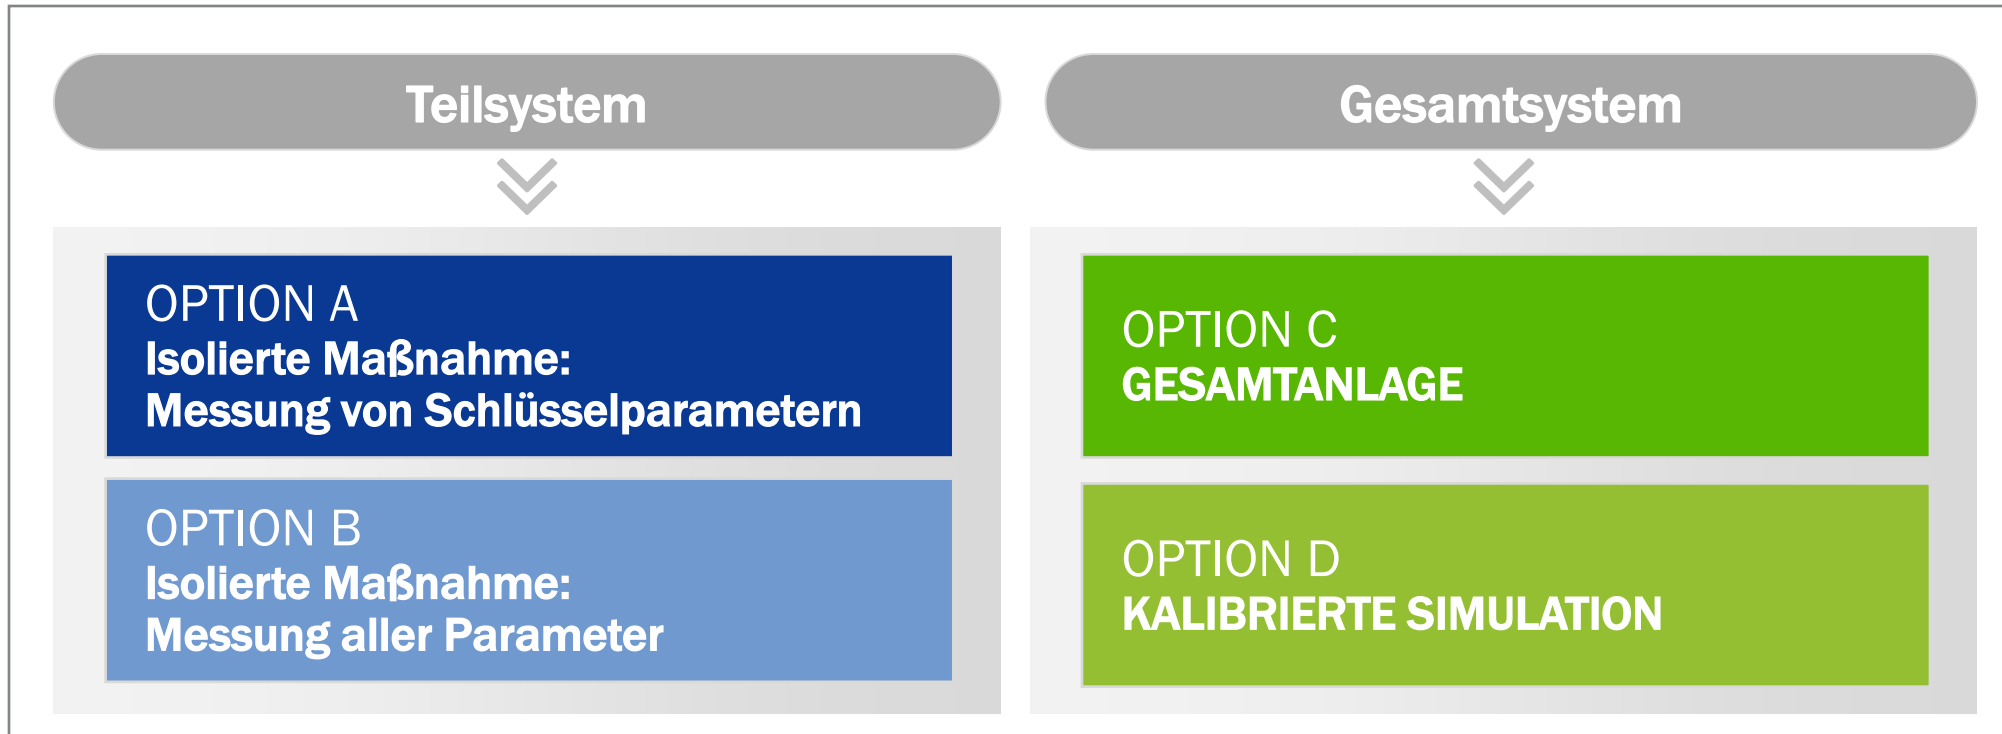 Teilsystem
OPTION A
Isolierte Maßnahme:
Messung von Schlüsselparametern
OPTION B
Isolierte Maßnahme:
Messung aller Parameter
Gesamtsystem
OPTION C
GESAMTANLAGE
OPTION D
KALIBRIERTE SIMULATION